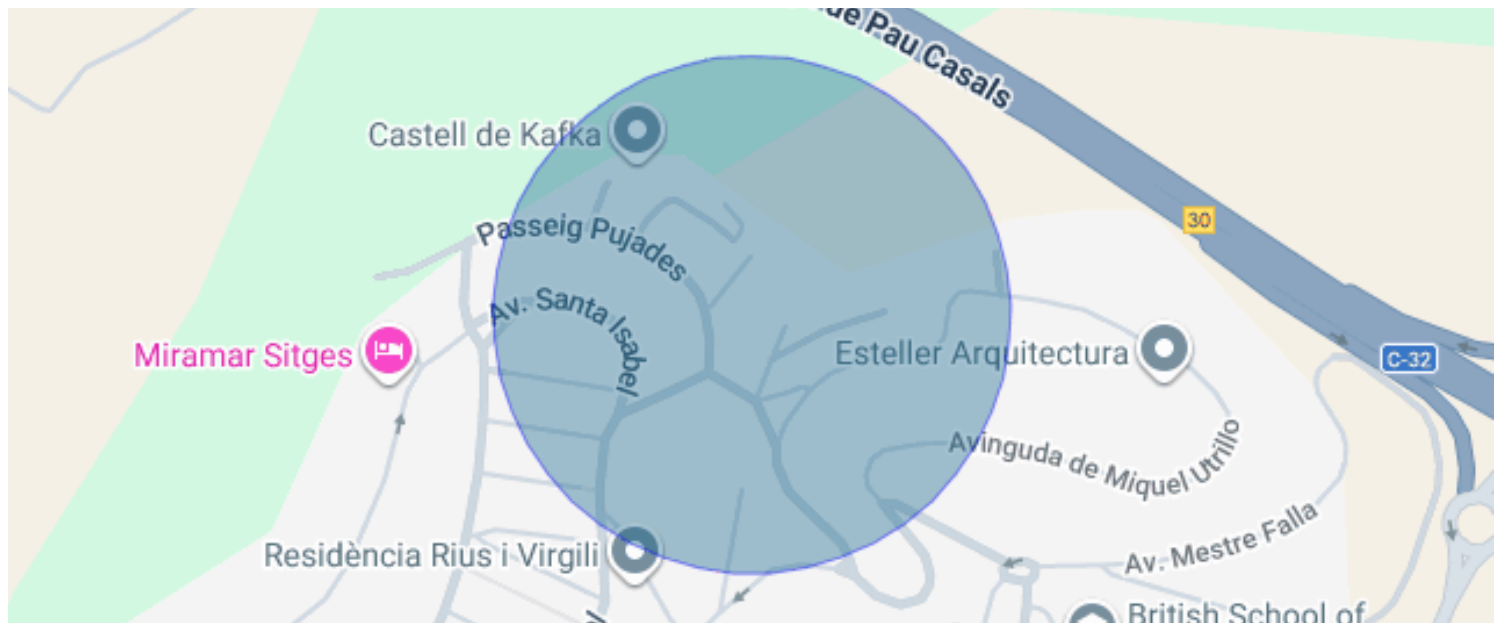 de Pau Casals
Castell de Kafka
30
Passeig Pujades
Av. Santa Isabel
Miramar Sitges
Esteller Arquitectura
C-32
Avinguda de Miquel Utrillo
Av. Mestre Falla
Residència Rius i Virgili
British School of